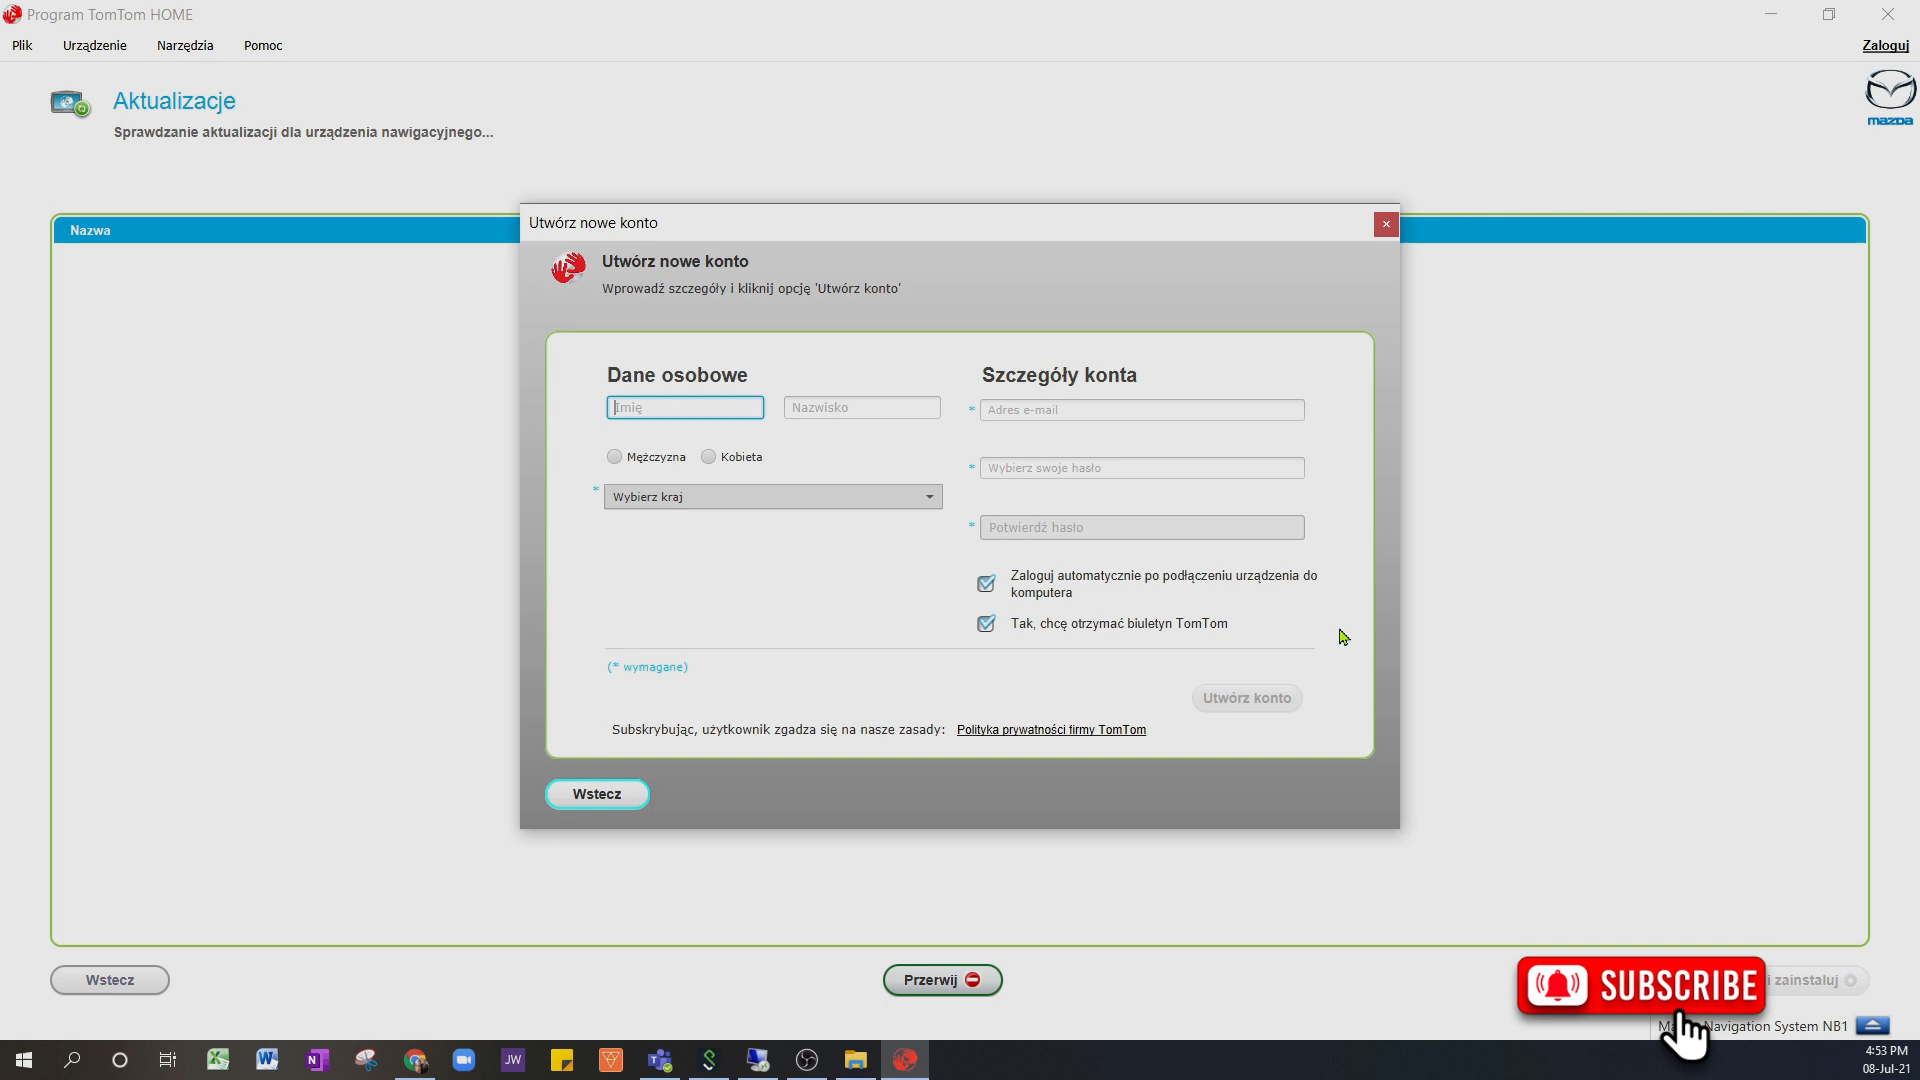 Program TomTom HOME
Plik Urządzenie Narzędzia Pomoc
Zaloguj
Aktualizacje
Sprawdzanie aktualizacji dla urządzenia nawigacyjnego...
mazda
Nazwa
Utwórz nowe konto
×
Utwórz nowe konto
Wprowadź szczegóły i kliknij opcję 'Utwórz konto'
Dane osobowe
Imię
Nazwisko
Mężczyzna
Kobieta
* Wybierz kraj
Szczegóły konta
* Adres e-mail
* Wybierz swoje hasło
* Potwierdź hasło
Zaloguj automatycznie po podłączeniu urządzenia do
komputera
Tak, chcę otrzymać biuletyn TomTom
(* wymagane)
Utwórz konto
Subskrybując, użytkownik zgadza się na nasze zasady: Polityka prywatności firmy TomTom
Wstecz
Wstecz
Przerwij
SUBSCRIBE
i zainstaluj
Navigation System NB1
JW
4:53 PM
08-Jul-21